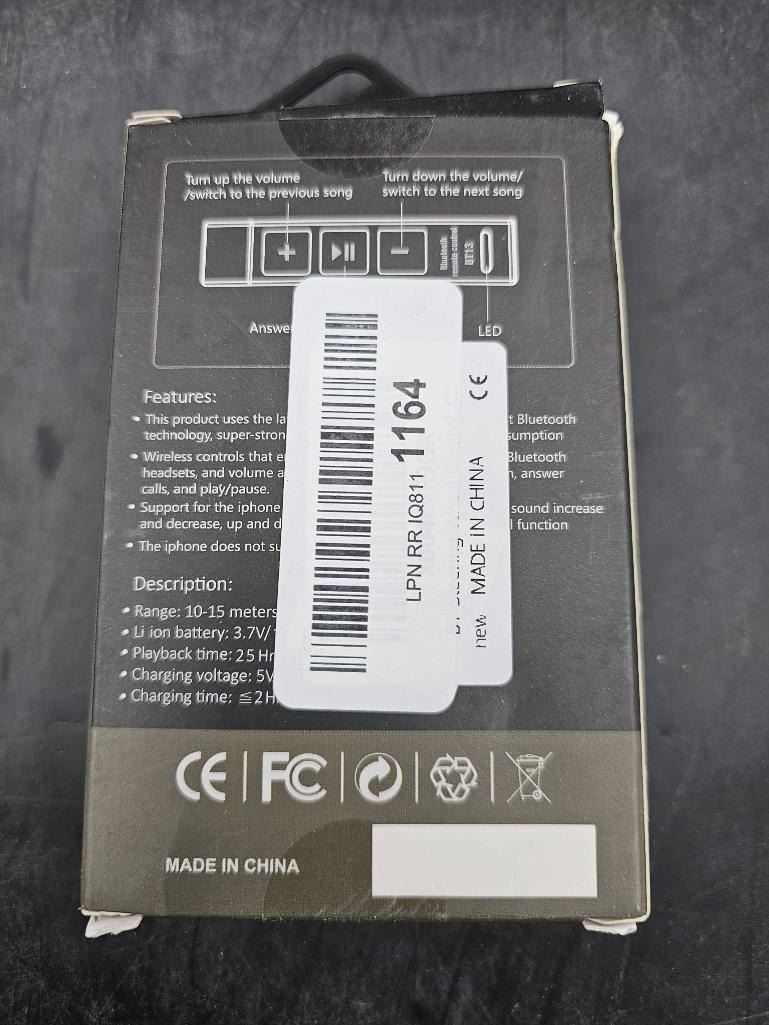 Turn up the volume
/switch to the previous song
Turn down the volume/
switch to the next song
+
−
Bluetooth
remote control
BT13
Answe
LED
Features:
• This product uses the la
t Bluetooth
technology, super-stron
sumption
• Wireless controls that e
Bluetooth
headsets, and volume a
n, answer
calls, and play/pause.
• Support for the iphone
sound increase
and decrease, up and d
l function
• The iphone does not su
Description:
• Range: 10-15 meters
• Li ion battery: 3.7V/
• Playback time: 25 Hr
• Charging voltage: 5V
• Charging time: ≦2H
LPN RR IQ811 1164
new MADE IN CHINA CE
CE FC
MADE IN CHINA